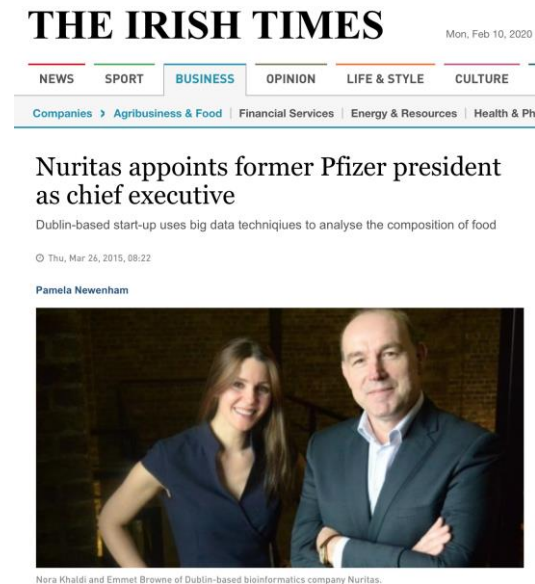 THE IRISH TIMES
Mon, Feb 10, 2020
NEWS SPORT BUSINESS OPINION LIFE & STYLE CULTURE
Companies > Agribusiness & Food | Financial Services | Energy & Resources | Health & Ph
Nuritas appoints former Pfizer president
as chief executive
Dublin-based start-up uses big data techniqiues to analyse the composition of food
Thu, Mar 26, 2015, 08:22
Pamela Newenham
Nora Khaldi and Emmet Browne of Dublin-based bioinformatics company Nuritas.